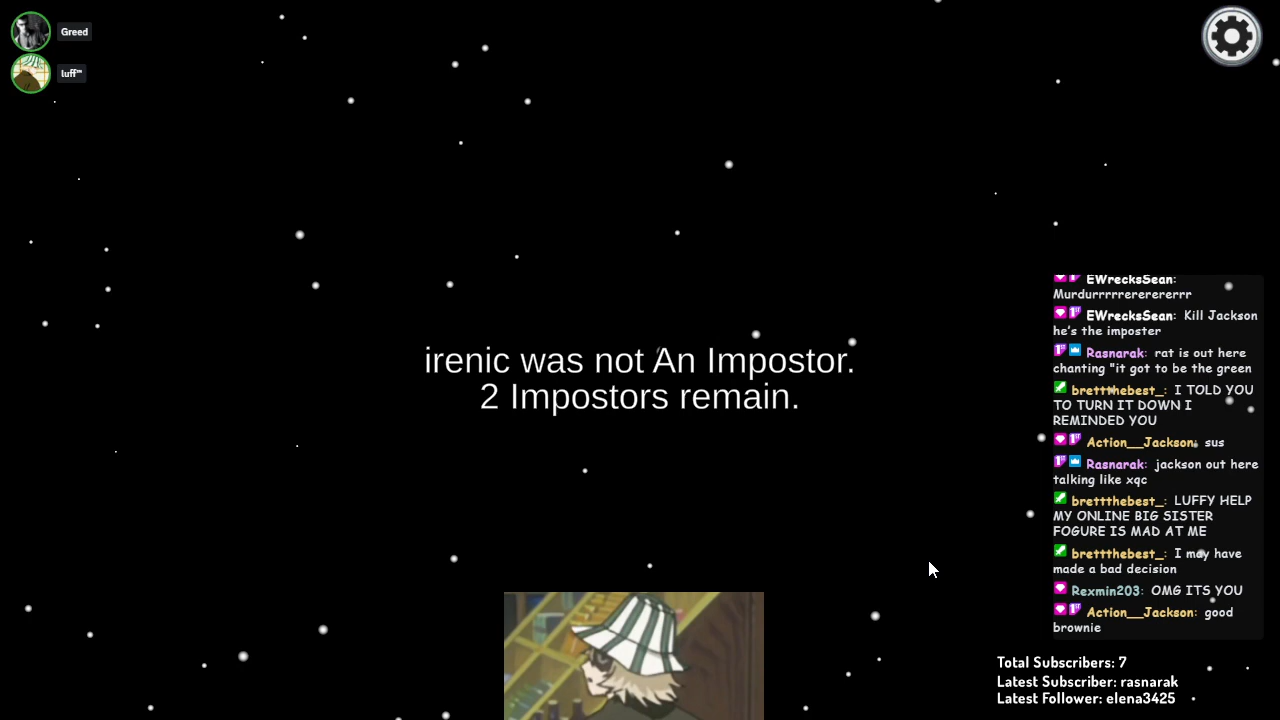 Greed
luff™
irenic was not An Impostor.
2 Impostors remain.
EWrecksSean:
Murdurrrrrerererrr
EWrecksSean: Kill Jackson
he's the imposter
Rasnarak: rat is out here
chanting "it got to be the green
brettthebest_: I TOLD YOU
TO TURN IT DOWN I
REMINDED YOU
Action__Jackson: sus
Rasnarak: jackson out here
talking like xqc
brettthebest_: LUFFY HELP
MY ONLINE BIG SISTER
FOGURE IS MAD AT ME
brettthebest_: I may have
made a bad decision
Rexmin203: OMG ITS YOU
Action__Jackson: good
brownie
Total Subscribers: 7
Latest Subscriber: rasnarak
Latest Follower: elena3425